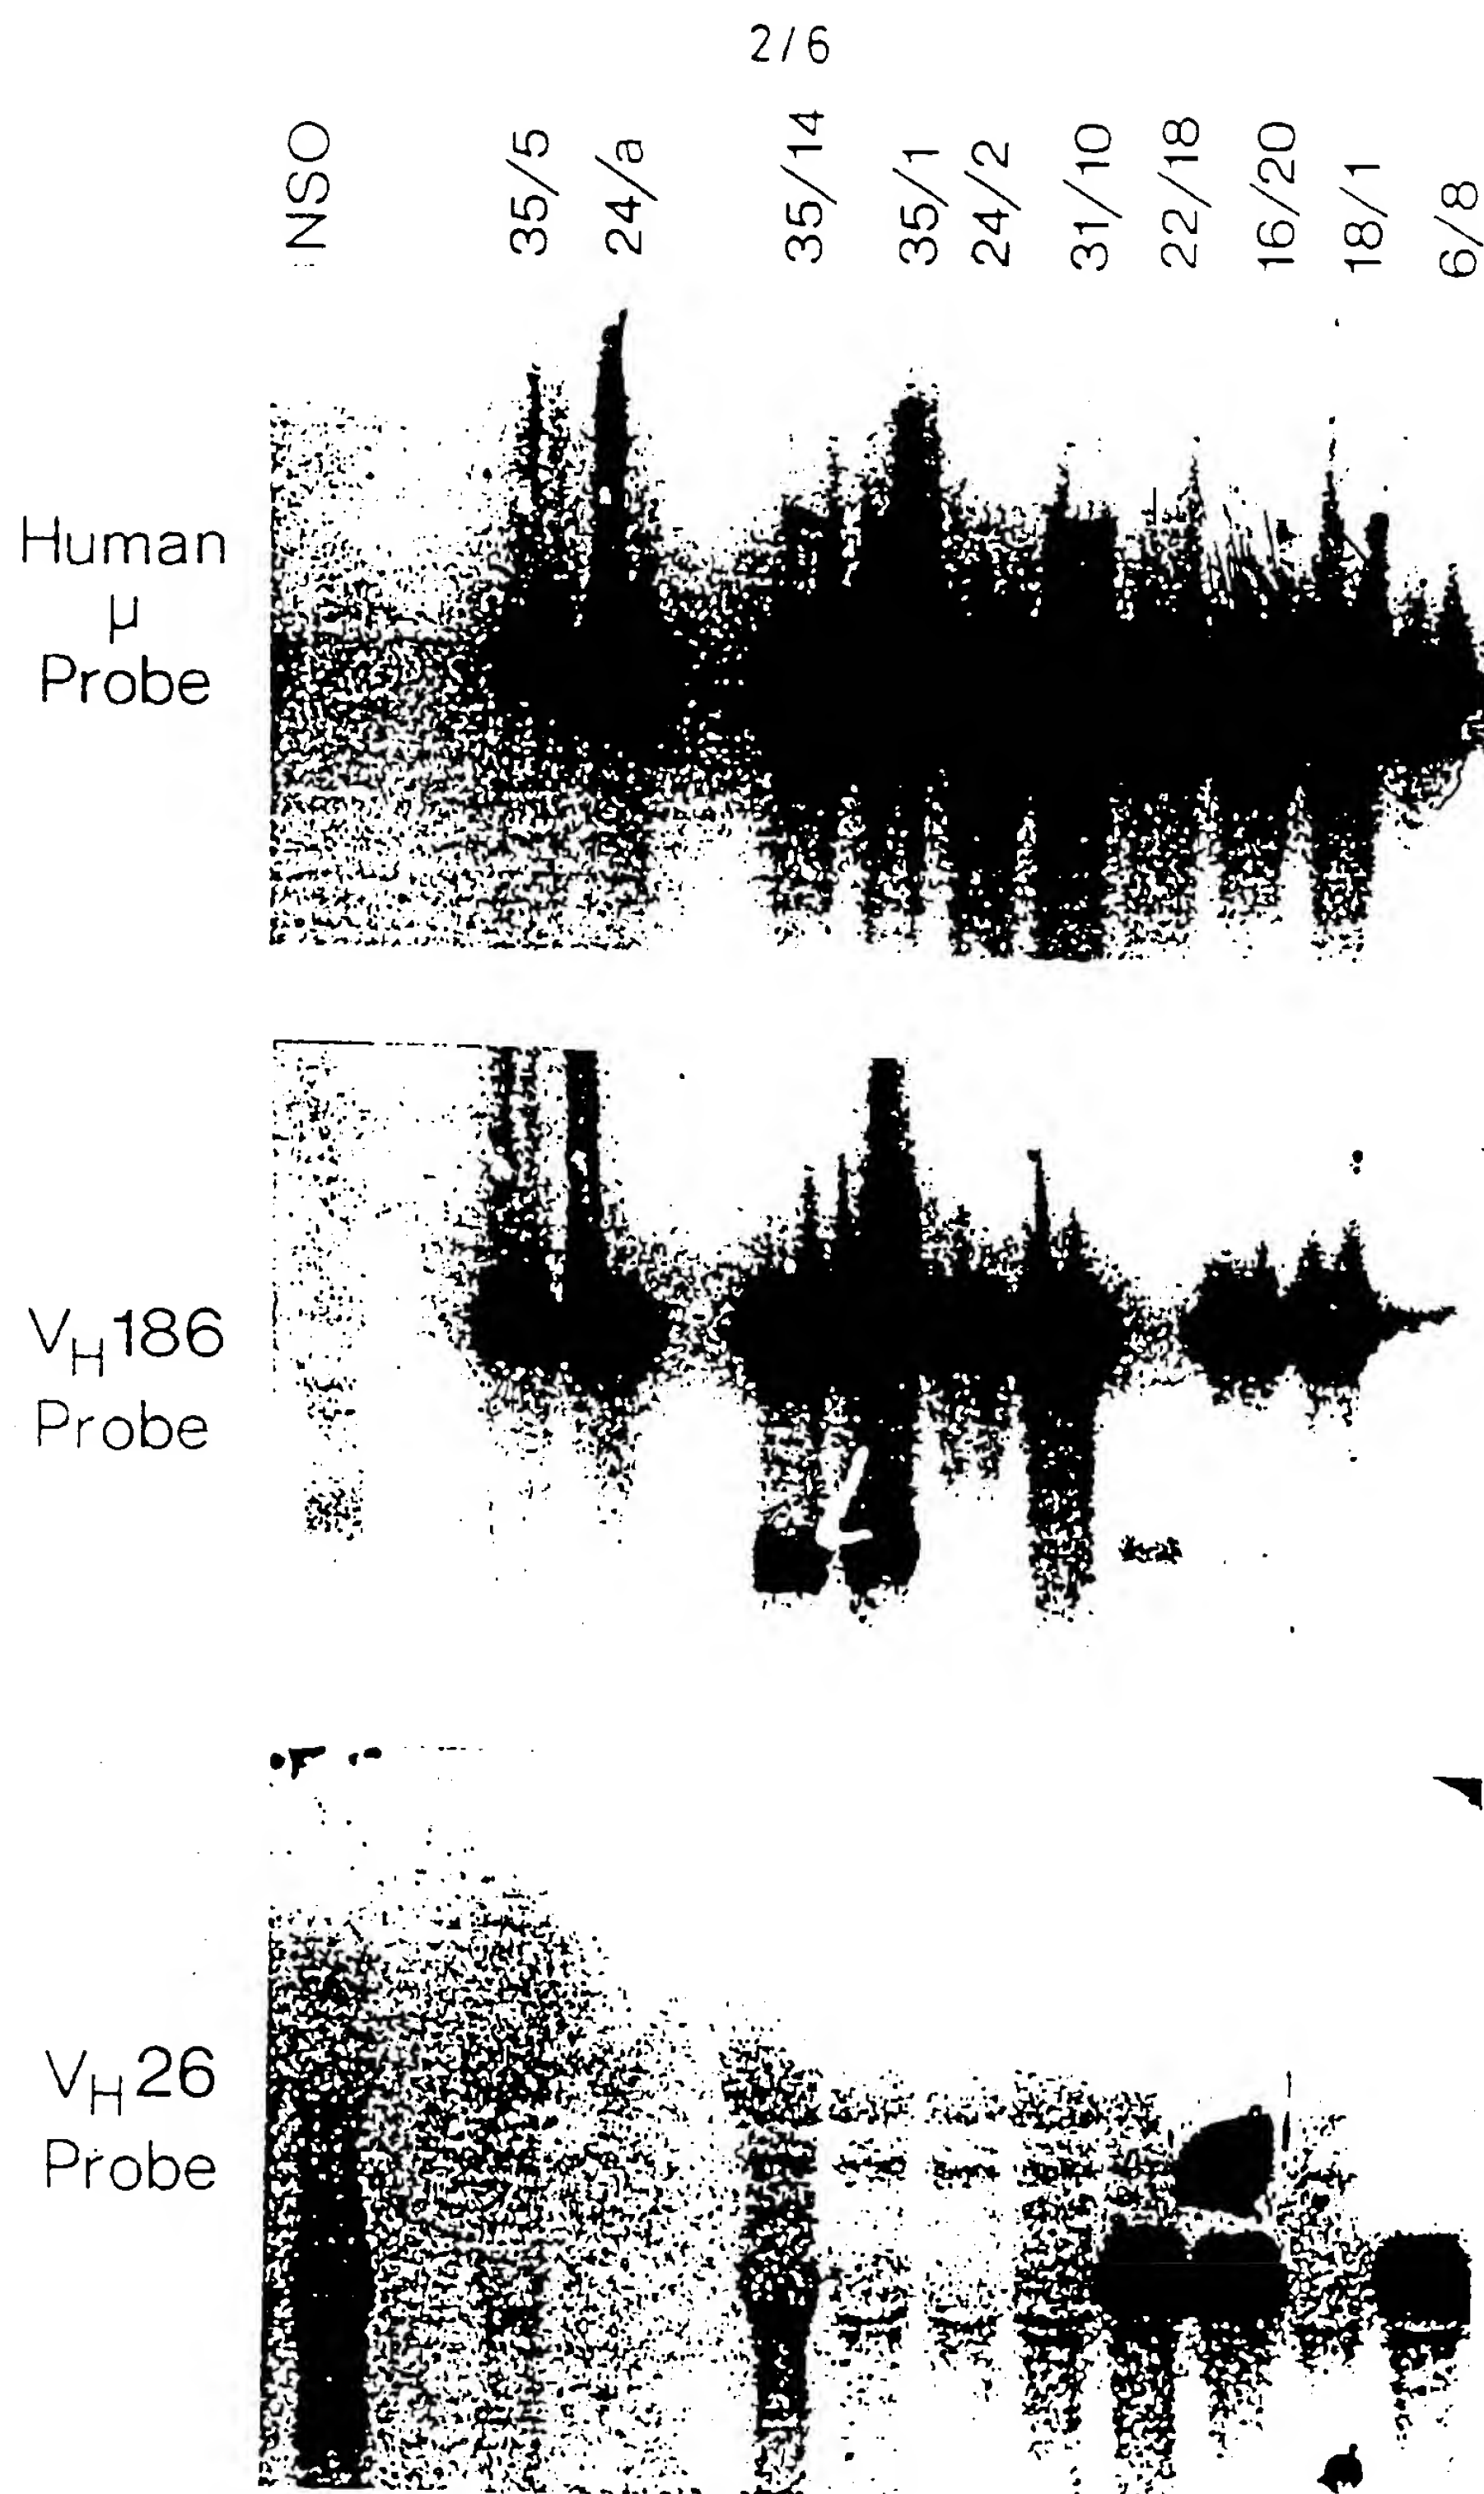 2/6
NSO 35/5 24/a 35/14 35/1 24/2 31/10 22/18 16/20 18/1 6/8
Human
μ
Probe
VH186
Probe
VH26
Probe